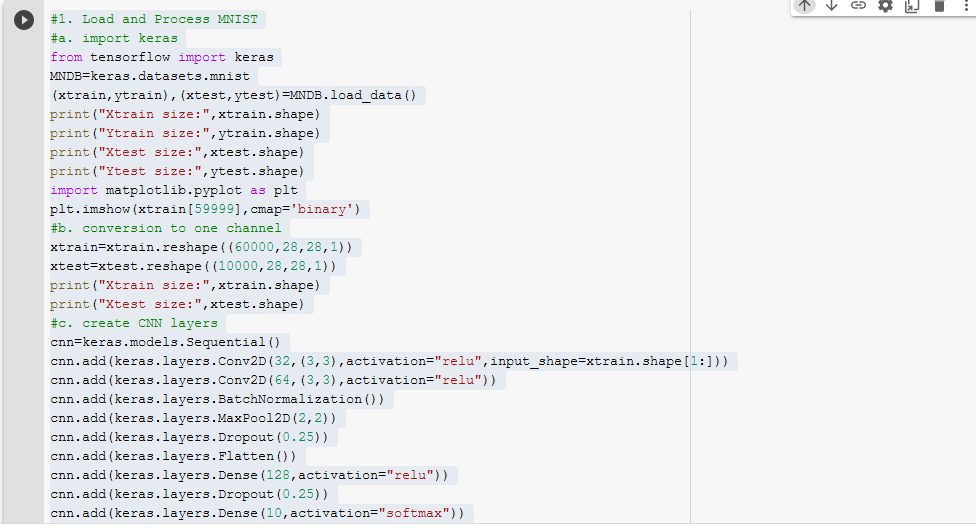 #1. Load and Process MNIST
#a. import keras
from tensorflow import keras
MNDB=keras.datasets.mnist
(xtrain,ytrain),(xtest,ytest)=MNDB.load_data()
print("Xtrain size:",xtrain.shape)
print("Ytrain size:",ytrain.shape)
print("Xtest size:",xtest.shape)
print("Ytest size:",ytest.shape)
import matplotlib.pyplot as plt
plt.imshow(xtrain[59999],cmap='binary')
#b. conversion to one channel
xtrain=xtrain.reshape((60000,28,28,1))
xtest=xtest.reshape((10000,28,28,1))
print("Xtrain size:",xtrain.shape)
print("Xtest size:",xtest.shape)
#c. create CNN layers
cnn=keras.models.Sequential()
cnn.add(keras.layers.Conv2D(32,(3,3),activation="relu",input_shape=xtrain.shape[1:]))
cnn.add(keras.layers.Conv2D(64,(3,3),activation="relu"))
cnn.add(keras.layers.BatchNormalization())
cnn.add(keras.layers.MaxPool2D(2,2))
cnn.add(keras.layers.Dropout(0.25))
cnn.add(keras.layers.Flatten())
cnn.add(keras.layers.Dense(128,activation="relu"))
cnn.add(keras.layers.Dropout(0.25))
cnn.add(keras.layers.Dense(10,activation="softmax"))